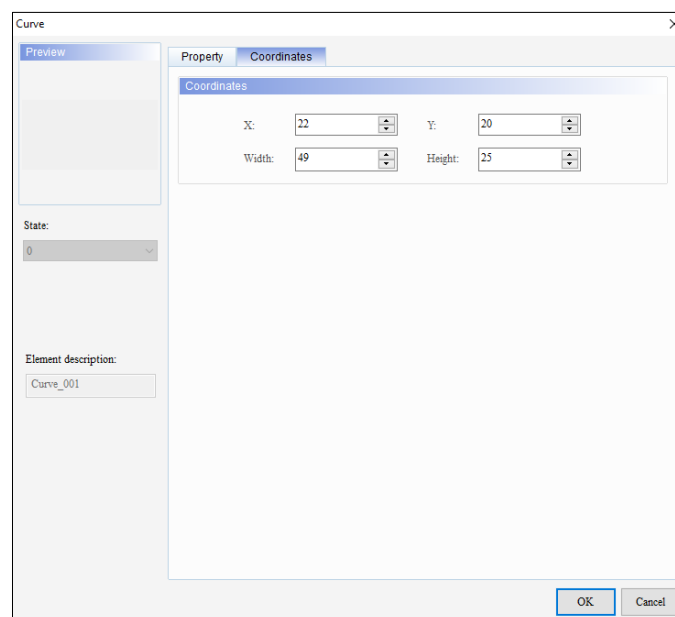 Curve
Preview
Property Coordinates
Coordinates
X: 22 Y: 20
Width: 49 Height: 25
State:
0
Element description:
Curve_001
OK Cancel